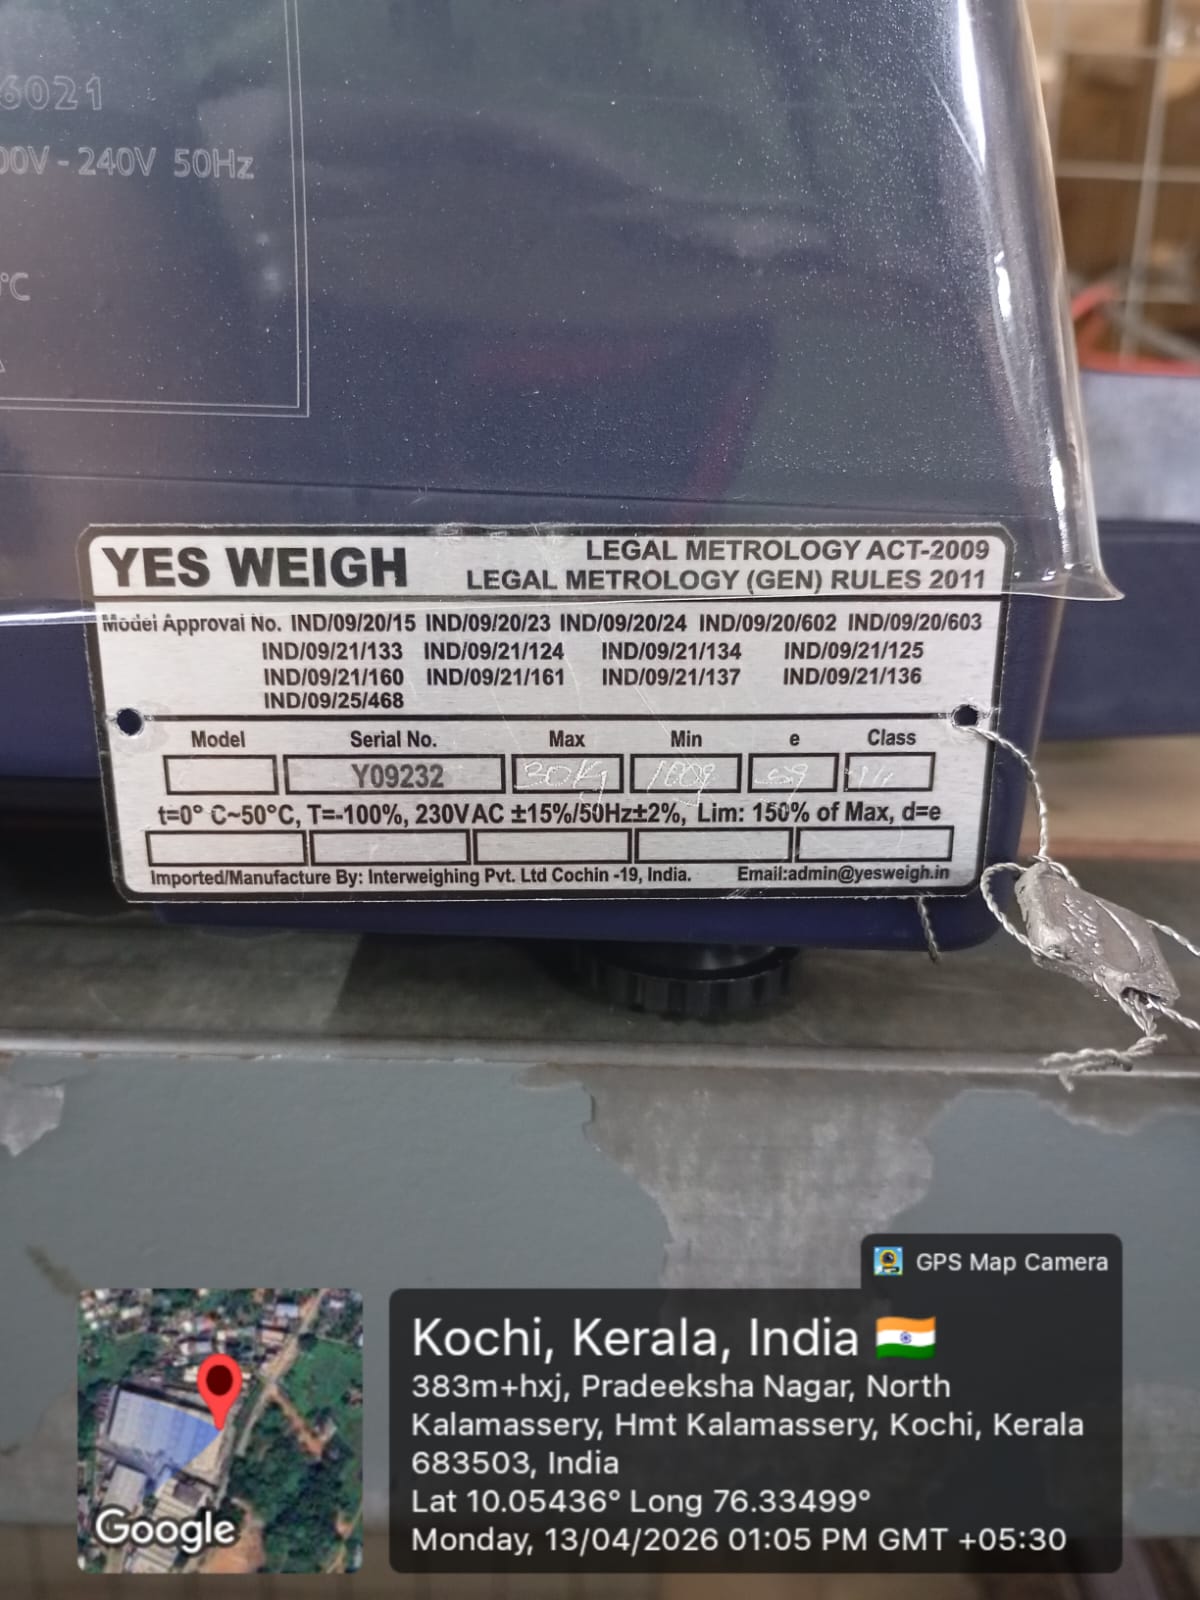 6021
00V - 240V 50Hz
°C
YES WEIGH
LEGAL METROLOGY ACT-2009
LEGAL METROLOGY (GEN) RULES 2011
Model Approval No. IND/09/20/15 IND/09/20/23 IND/09/20/24 IND/09/20/602 IND/09/20/603
IND/09/21/133 IND/09/21/124 IND/09/21/134 IND/09/21/125
IND/09/21/160 IND/09/21/161 IND/09/21/137 IND/09/21/136
IND/09/25/468
Model Serial No. Max Min e Class
Y09232 30kg 100g
t=0° C~50°C, T=-100%, 230VAC ±15%/50Hz±2%, Lim: 150% of Max, d=e
Imported/Manufacture By: Interweighing Pvt. Ltd Cochin -19, India. Email:admin@yesweigh.in
GPS Map Camera
Kochi, Kerala, India
383m+hxj, Pradeeksha Nagar, North
Kalamassery, Hmt Kalamassery, Kochi, Kerala
683503, India
Lat 10.05436° Long 76.33499°
Monday, 13/04/2026 01:05 PM GMT +05:30
Google